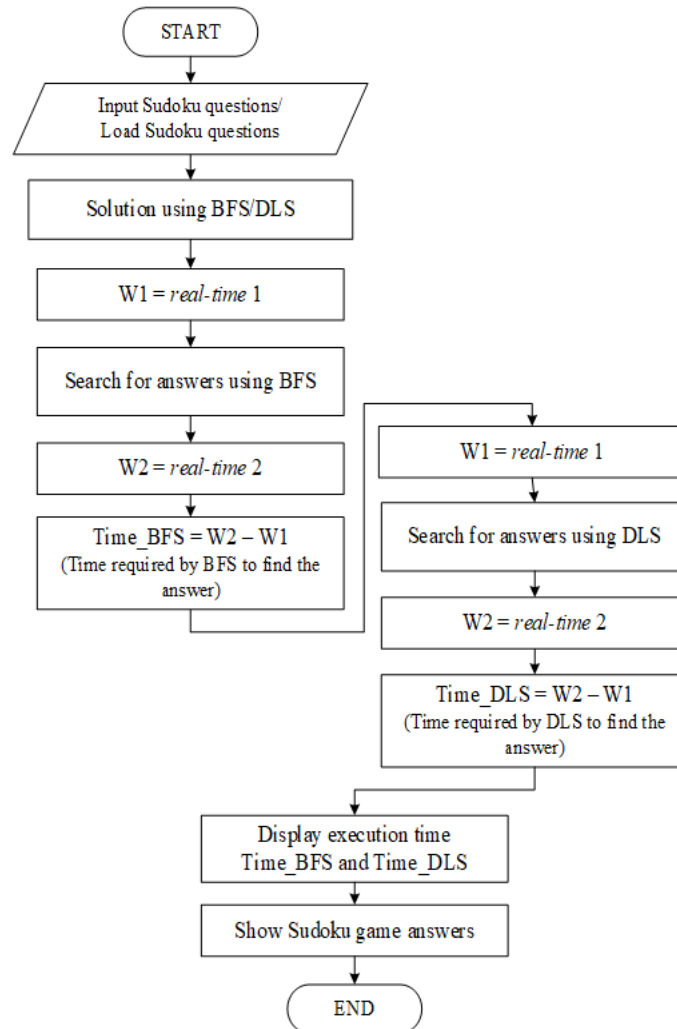 START
Input Sudoku questions/
Load Sudoku questions
Solution using BFS/DLS
W1 = real-time 1
Search for answers using BFS
W2 = real-time 2
Time_BFS = W2 – W1
(Time required by BFS to find the
answer)
W1 = real-time 1
Search for answers using DLS
W2 = real-time 2
Time_DLS = W2 – W1
(Time required by DLS to find the
answer)
Display execution time
Time_BFS and Time_DLS
Show Sudoku game answers
END